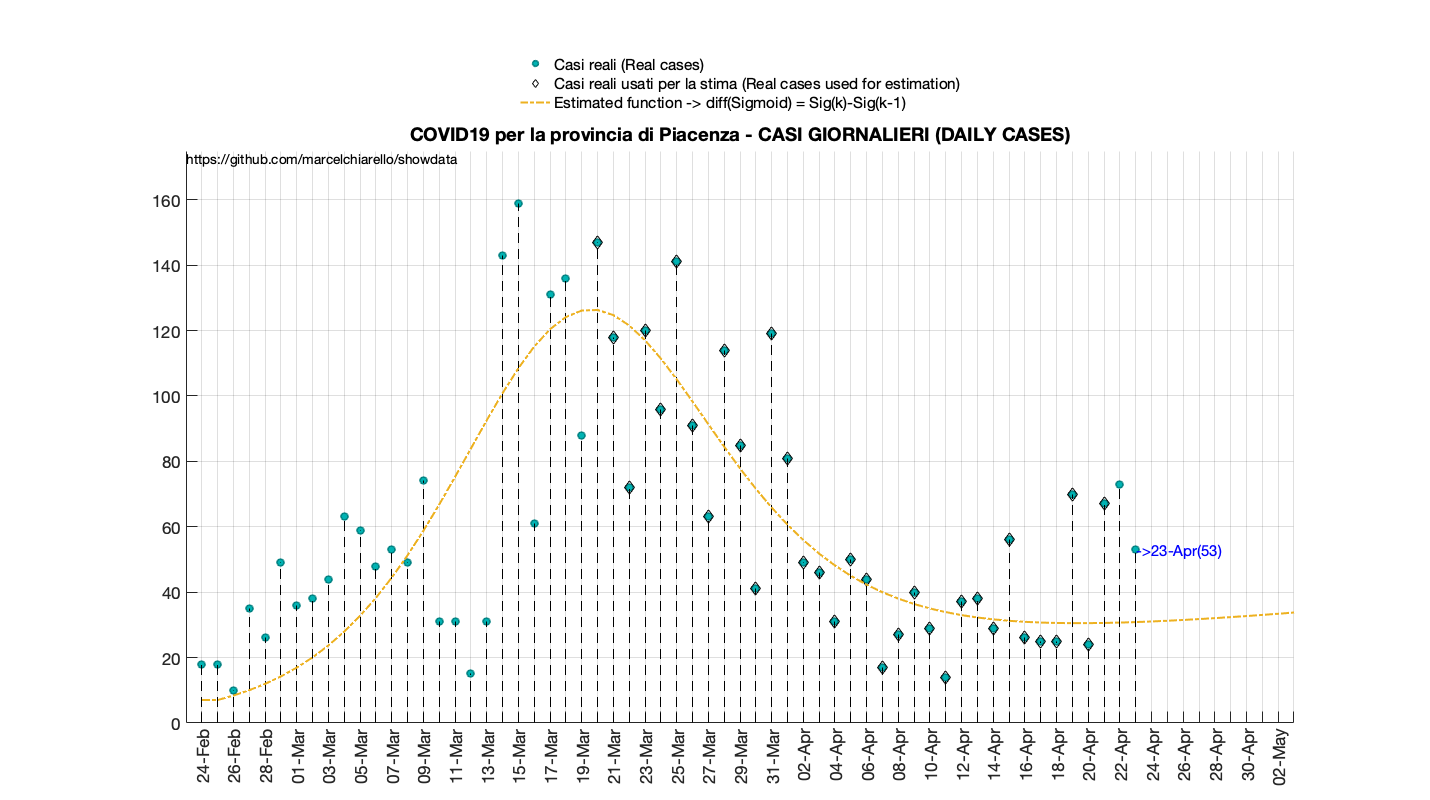 Casi reali (Real cases)
Casi reali usati per la stima (Real cases used for estimation)
Estimated function -> diff(Sigmoid) = Sig(k)-Sig(k-1)
COVID19 per la provincia di Piacenza - CASI GIORNALIERI (DAILY CASES)
https://github.com/marcelchiarello/showdata
160
140
120
100
80
60
40
20
0
->23-Apr(53)
24-Feb
26-Feb
28-Feb
01-Mar
03-Mar
05-Mar
07-Mar
09-Mar
11-Mar
13-Mar
15-Mar
17-Mar
19-Mar
21-Mar
23-Mar
25-Mar
27-Mar
29-Mar
31-Mar
02-Apr
04-Apr
06-Apr
08-Apr
10-Apr
12-Apr
14-Apr
16-Apr
18-Apr
20-Apr
22-Apr
24-Apr
26-Apr
28-Apr
30-Apr
02-May